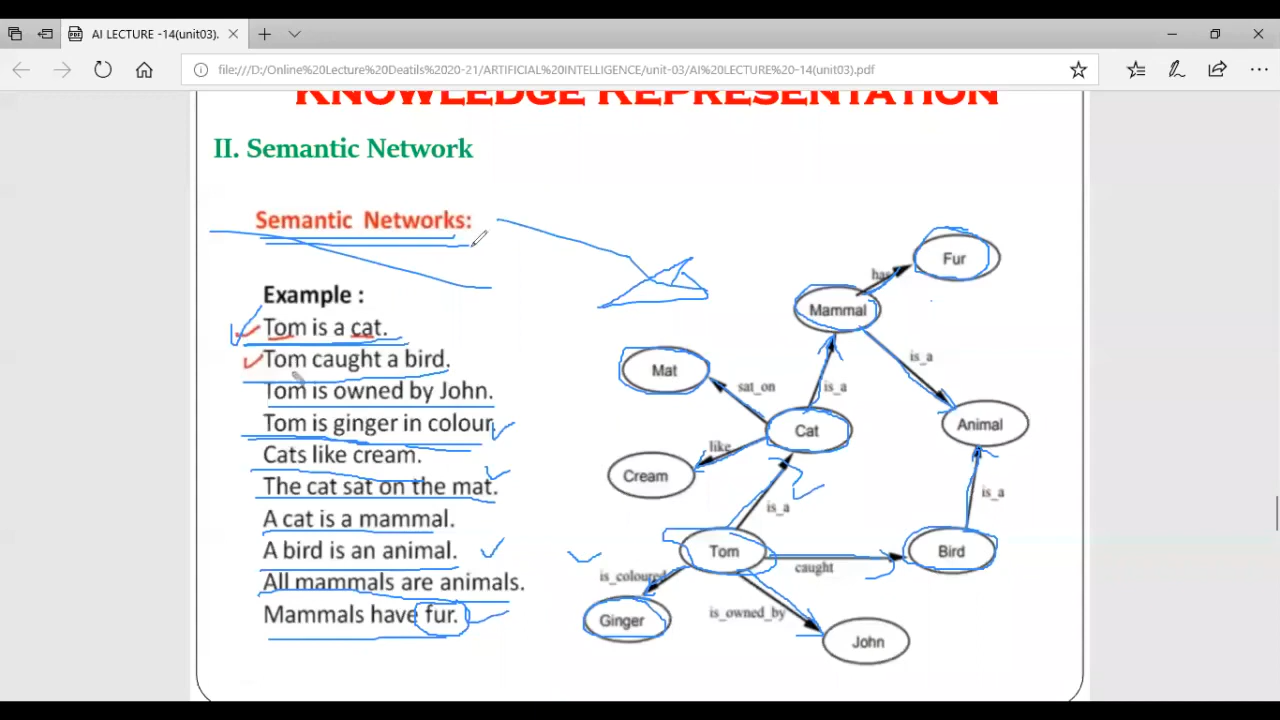 AI LECTURE -14(unit03).
file:///D:/Online%20Lecture%20Deatils%2020-21/ARTIFICIAL%20INTELLIGENCE/unit-03/AI%20LECTURE%20-14(unit03).pdf
KNOWLEDGE REPRESENTATION
II. Semantic Network
Semantic Networks:
Example :
Tom is a cat.
Tom caught a bird.
Tom is owned by John.
Tom is ginger in colour
Cats like cream.
The cat sat on the mat.
A cat is a mammal.
A bird is an animal.
All mammals are animals.
Mammals have fur.
Fur
has
Mammal
is_a
Mat
sat_on
is_a
Animal
Cat
like
Cream
is_a
is_a
Tom
caught
Bird
is_coloured
Ginger
is_owned_by
John